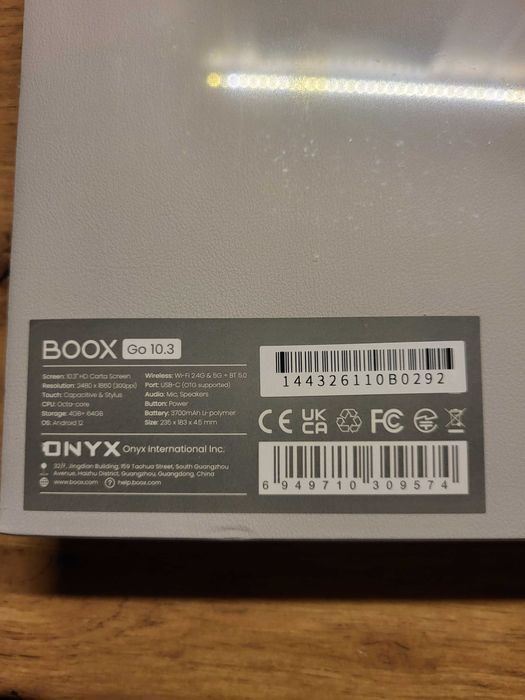 BOOX Go 10.3
Screen: 10.3" HD Carta Screen
Resolution: 2480 x 1860 (300ppi)
Touch: Capacitive & Stylus
CPU: Octa-core
Storage: 4GB+ 64GB
OS: Android 12
Wireless: Wi-Fi 2.4G & 5G + BT 5.0
Port: USB-C (OTG supported)
Audio: Mic, Speakers
Button: Power
Battery: 3700mAh Li-polymer
Size: 235 x 183 x 4.5 mm
ONYX Onyx International Inc.
32/F, Jingdian Building, 159 Taohua Street, South Guangzhou
Avenue, Haizhu District, Guangzhou, Guangdong, China
www.boox.com help.boox.com
144326110B0292
CE UK CA FC
6 949710 309574